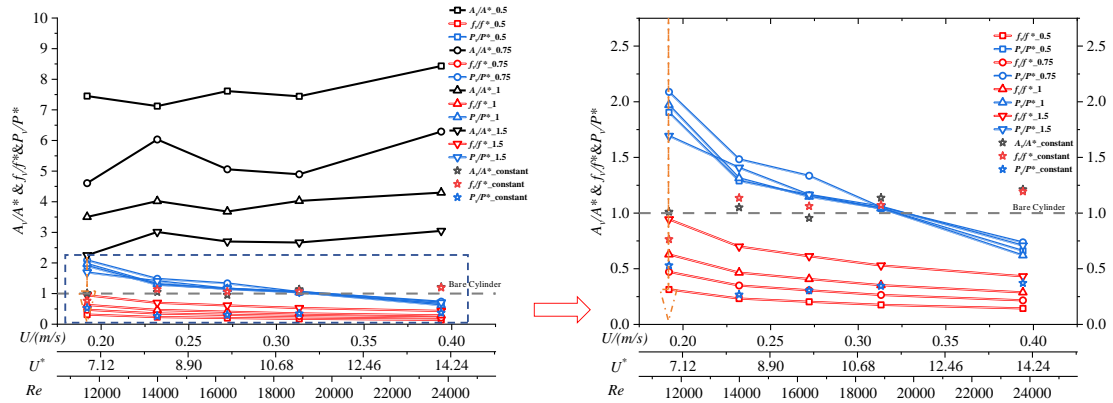 10
9
8
7
6
5
4
3
2
1
0
A_v/A* & f_v/f*&P_v/P*
A_v/A*_0.5
f_v/f*_0.5
P_v/P*_0.5
A_v/A*_0.75
f_v/f*_0.75
P_v/P*_0.75
A_v/A*_1
f_v/f*_1
P_v/P*_1
A_v/A*_1.5
f_v/f*_1.5
P_v/P*_1.5
A_v/A*_constant
f_v/f*_constant
P_v/P*_constant
Bare Cylinder
U/(m/s) 0.20 0.25 0.30 0.35 0.40
U* 7.12 8.90 10.68 12.46 14.24
Re 12000 14000 16000 18000 20000 22000 24000
2.5
2.0
1.5
1.0
0.5
0.0
A_v/A* & f_v/f*&P_v/P*
f_v/f*_0.5
P_v/P*_0.5
f_v/f*_0.75
P_v/P*_0.75
f_v/f*_1
P_v/P*_1
f_v/f*_1.5
P_v/P*_1.5
A_v/A*_constant
f_v/f*_constant
P_v/P*_constant
Bare Cylinder
2.5
2.0
1.5
1.0
0.5
0.0
U/(m/s) 0.20 0.25 0.30 0.35 0.40
U* 7.12 8.90 10.68 12.46 14.24
Re 12000 14000 16000 18000 20000 22000 24000